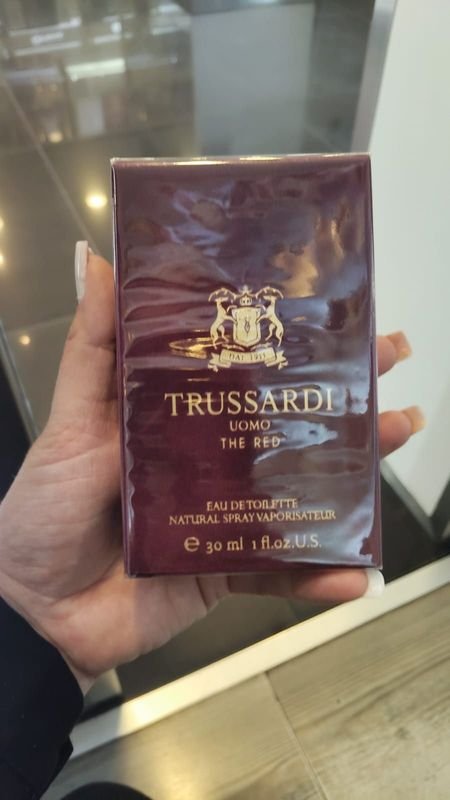 DAL 1911
TRUSSARDI
UOMO
THE RED
EAU DE TOILETTE
NATURAL SPRAY VAPORISATEUR
e 30 ml 1 fl.oz.U.S.